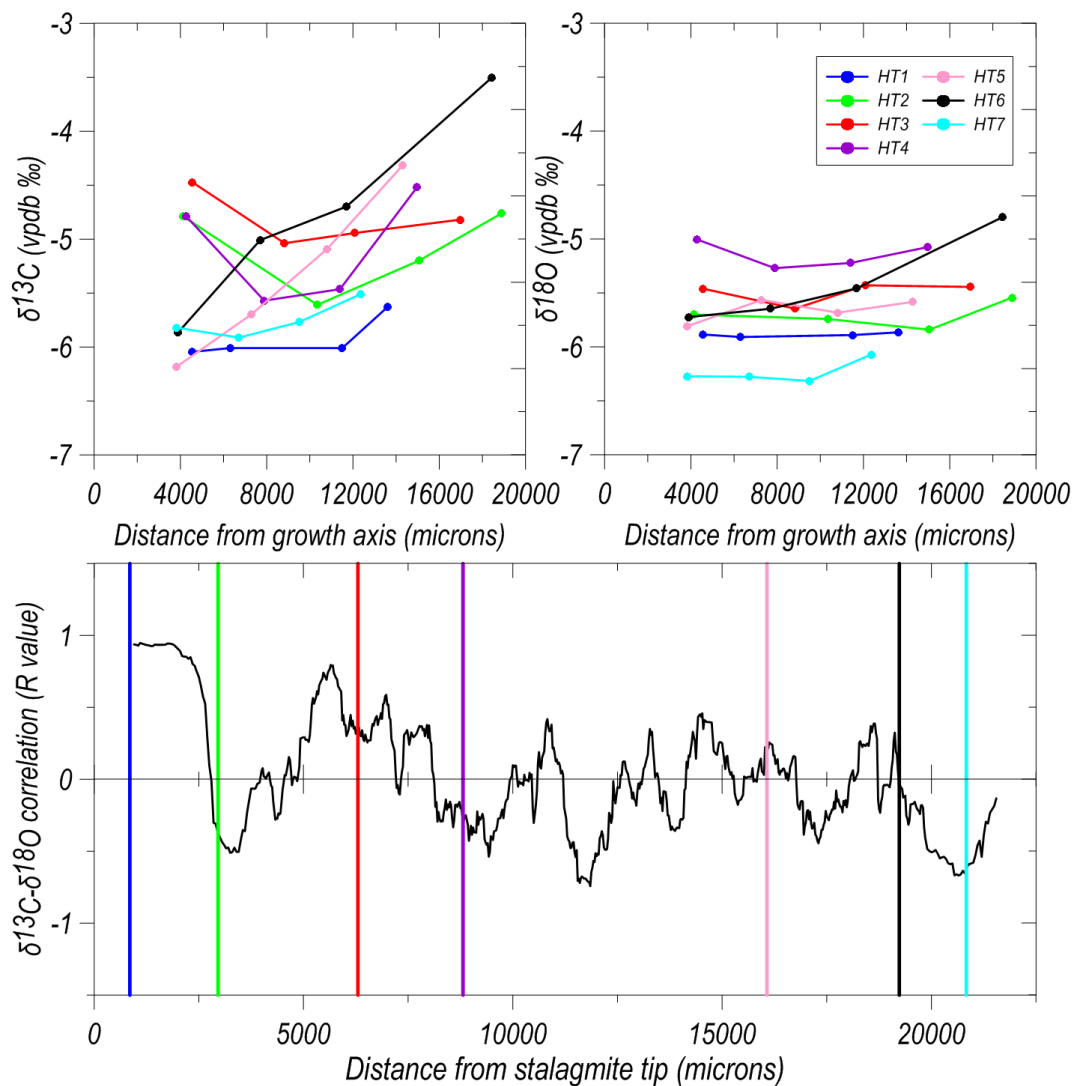 -3
-4
-5
-6
-7
δ13C (vpdb ‰)
0 4000 8000 12000 16000 20000
Distance from growth axis (microns)
-3
-4
-5
-6
-7
δ18O (vpdb ‰)
HT1 HT5
HT2 HT6
HT3 HT7
HT4
0 4000 8000 12000 16000 20000
Distance from growth axis (microns)
1
0
-1
δ13C-δ18O correlation (R value)
0 5000 10000 15000 20000
Distance from stalagmite tip (microns)